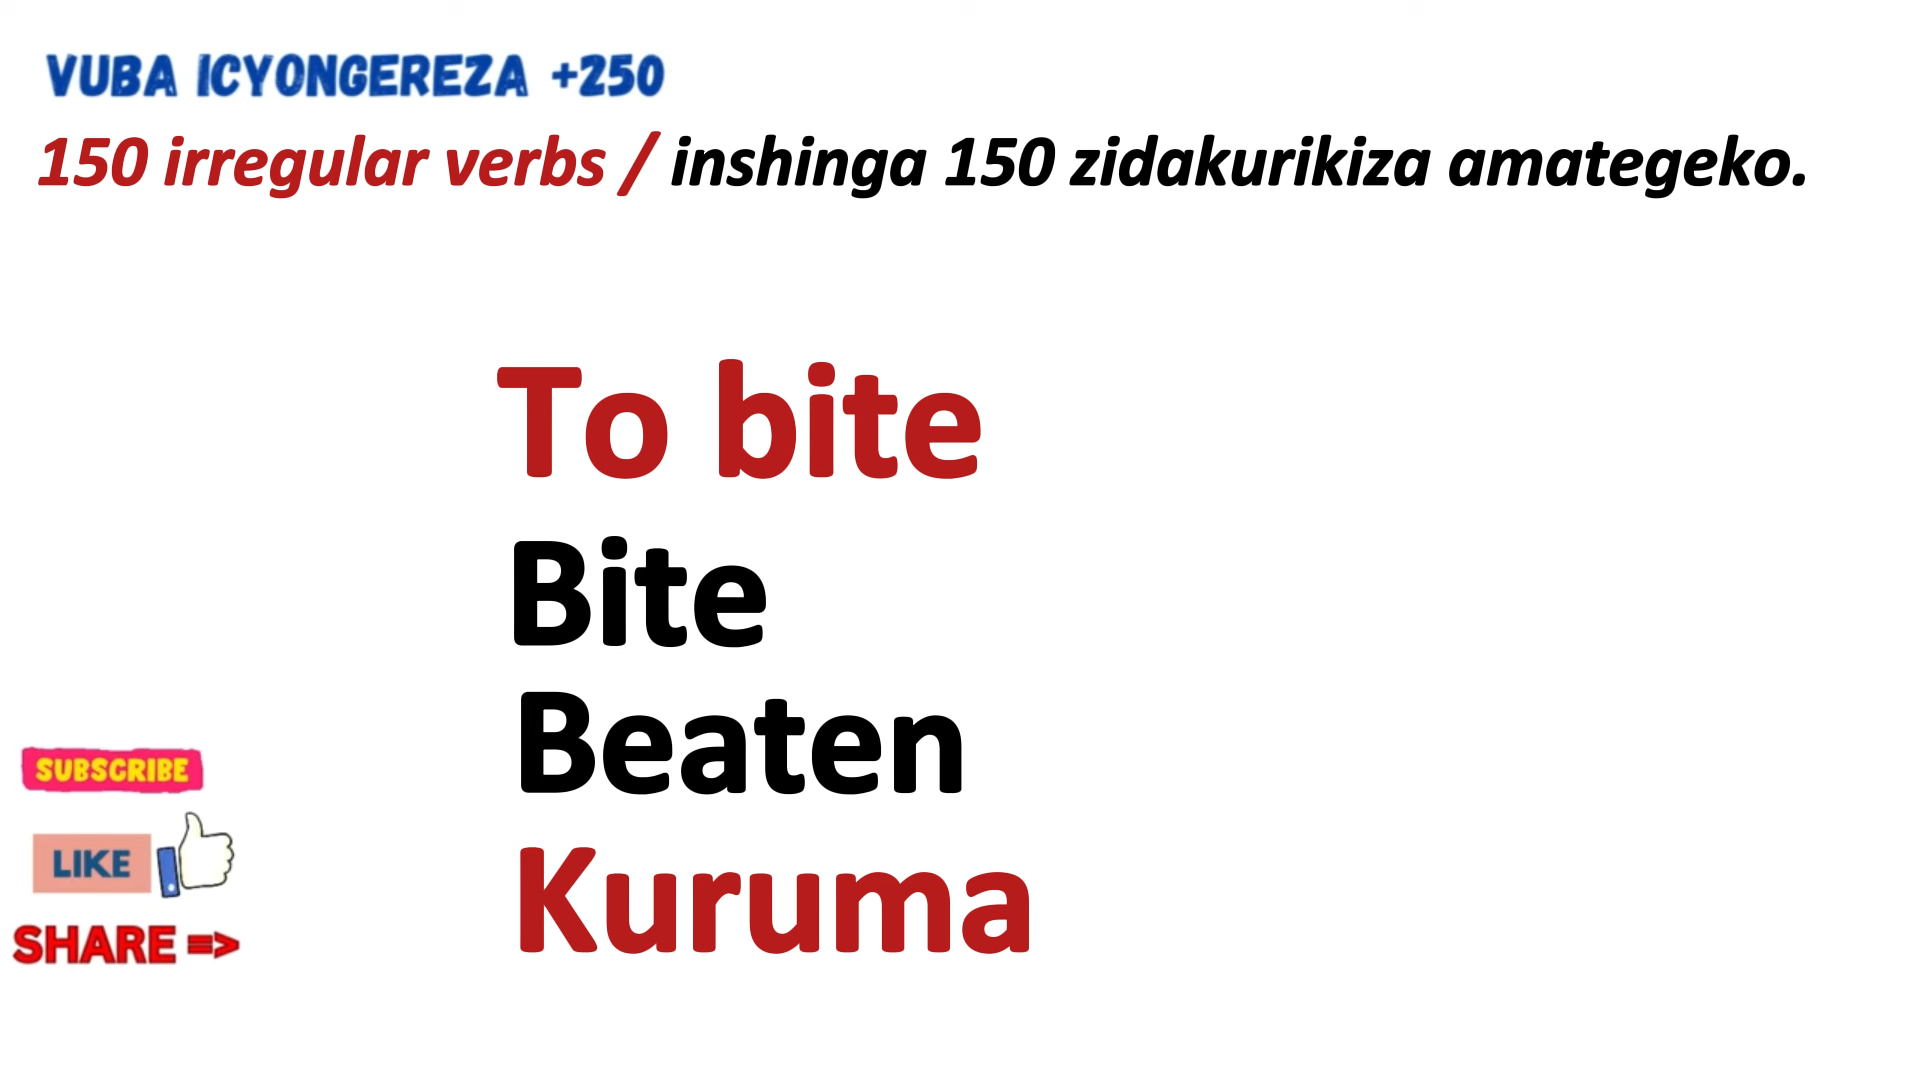 VUBA ICYONGEREZA +250
150 irregular verbs / inshinga 150 zidakurikiza amategeko.
To bite
Bite
Beaten
Kuruma
SUBSCRIBE
LIKE
SHARE =>